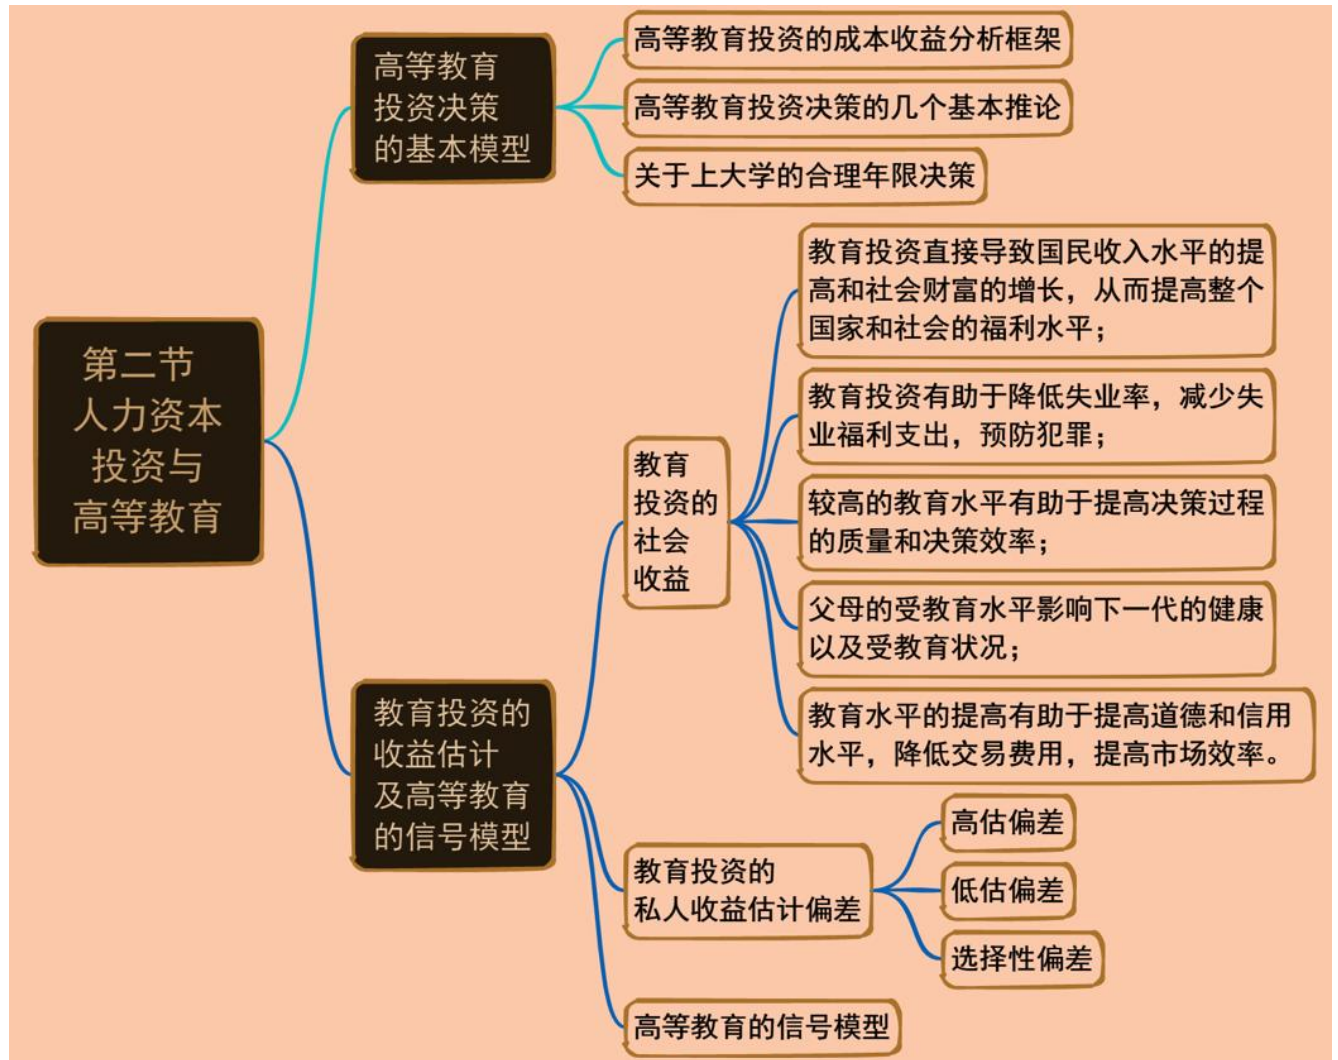 第二节
人力资本
投资与
高等教育
高等教育
投资决策
的基本模型
高等教育投资的成本收益分析框架
高等教育投资决策的几个基本推论
关于上大学的合理年限决策
教育投资的
收益估计
及高等教育
的信号模型
教育
投资的
社会
收益
教育投资直接导致国民收入水平的提
高和社会财富的增长，从而提高整个
国家和社会的福利水平；
教育投资有助于降低失业率，减少失
业福利支出，预防犯罪；
较高的教育水平有助于提高决策过程
的质量和决策效率；
父母的受教育水平影响下一代的健康
以及受教育状况；
教育水平的提高有助于提高道德和信用
水平，降低交易费用，提高市场效率。
教育投资的
私人收益估计偏差
高估偏差
低估偏差
选择性偏差
高等教育的信号模型